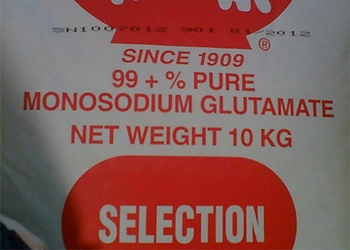 SN1007012 901 01/2012
®
SINCE 1909
99 + % PURE
MONOSODIUM GLUTAMATE
NET WEIGHT 10 KG
SELECTION